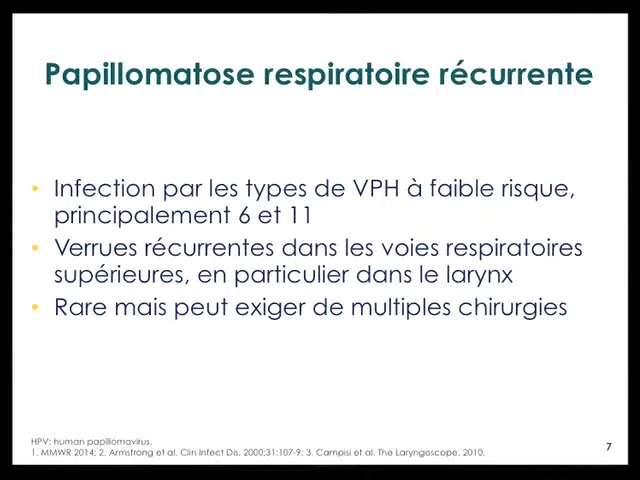 Papillomatose respiratoire récurrente
• Infection par les types de VPH à faible risque,
principalement 6 et 11
• Verrues récurrentes dans les voies respiratoires
supérieures, en particulier dans le larynx
• Rare mais peut exiger de multiples chirurgies
HPV: human papillomavirus.
1. MMWR 2014; 2. Armstrong et al. Clin Infect Dis. 2000;31:107-9; 3. Campisi et al. The Laryngoscope. 2010.
7